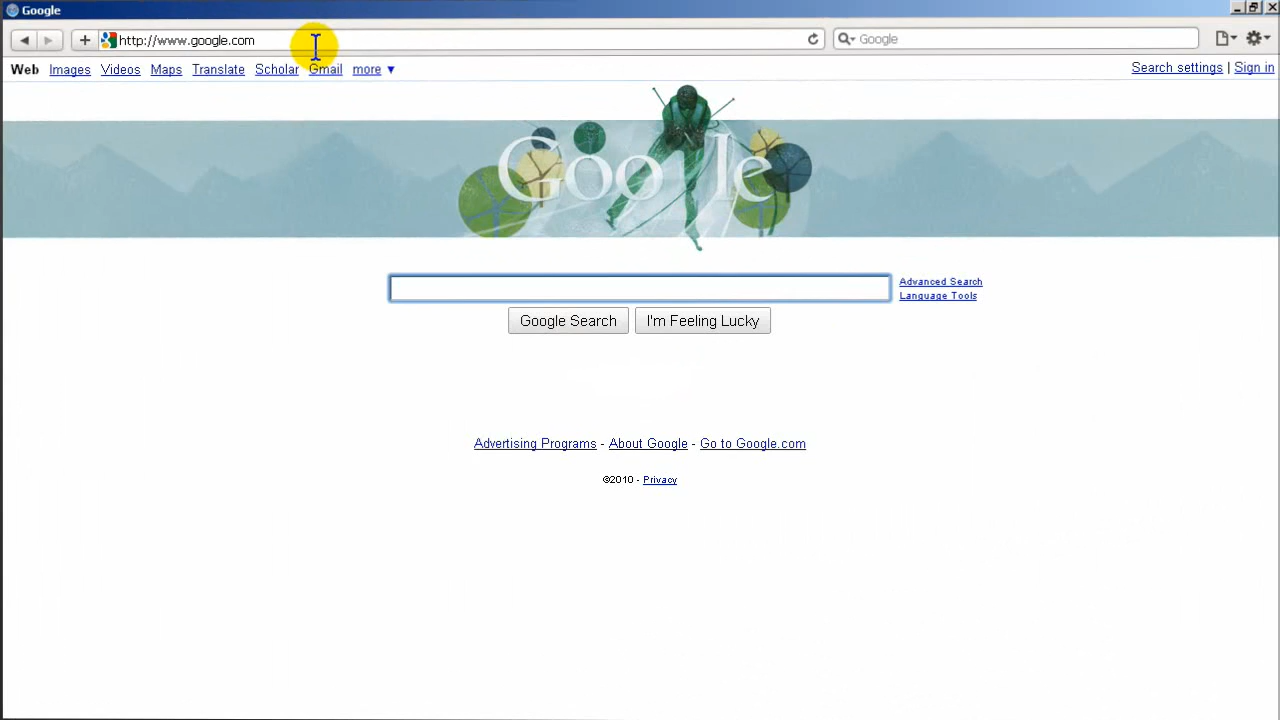 Google
http://www.google.com
Google
Web Images Videos Maps Translate Scholar Gmail more ▼
Search settings | Sign in
Google
Advanced Search
Language Tools
Google Search
I'm Feeling Lucky
Advertising Programs - About Google - Go to Google.com
©2010 - Privacy